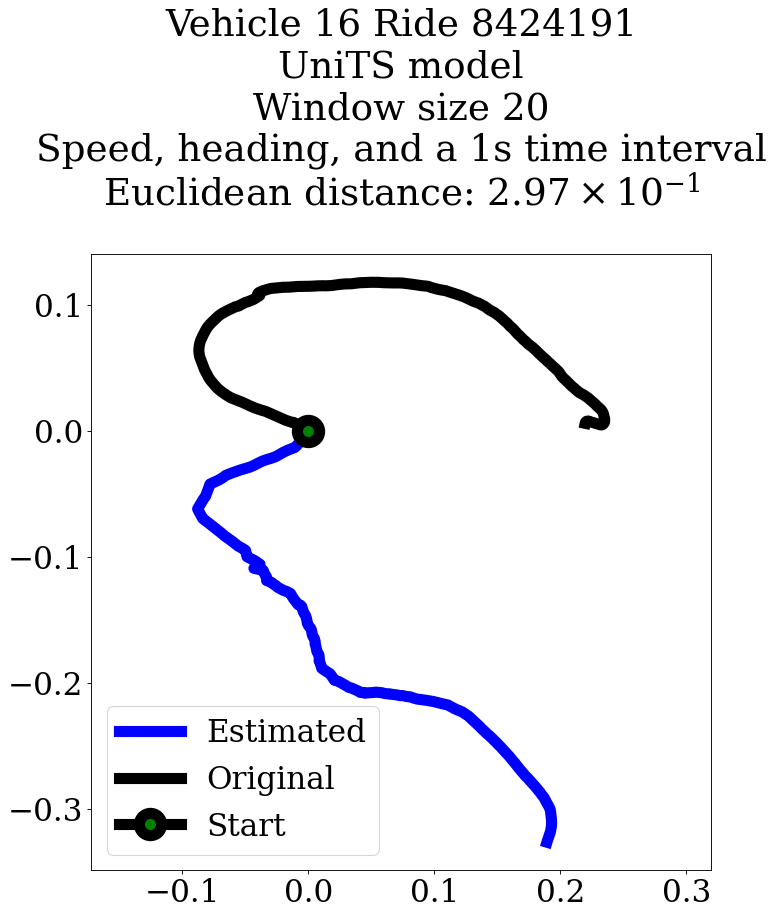 Vehicle 16 Ride 8424191
UniTS model
Window size 20
Speed, heading, and a 1s time interval
Euclidean distance: 2.97 × 10⁻¹
0.1
0.0
−0.1
−0.2
−0.3
Estimated
Original
Start
−0.1 0.0 0.1 0.2 0.3